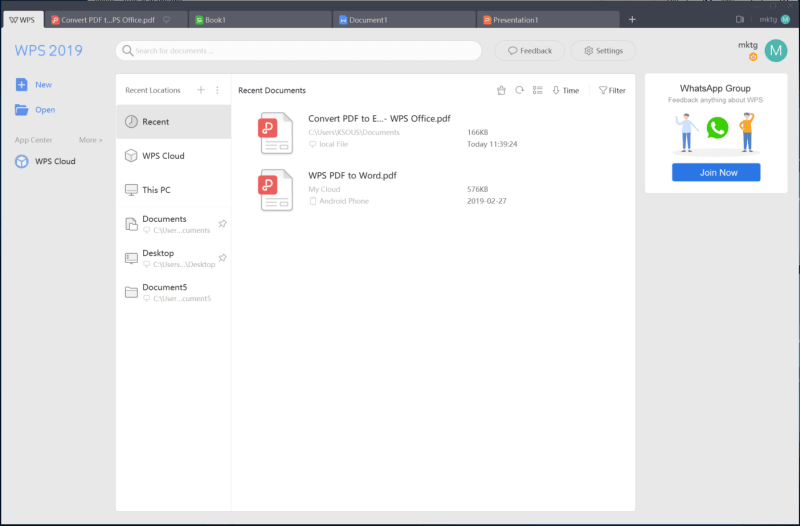 WPS
Convert PDF t...PS Office.pdf
Book1
Document1
Presentation1
mktg
M
WPS 2019
Search for documents ...
Feedback
Settings
mktg
M
New
Open
App Center
More >
WPS Cloud
Recent Locations
Recent
WPS Cloud
This PC
Documents
C:\User...cuments
Desktop
C:\Users...\Desktop
Document5
C:\User...cument5
Recent Documents
Time
Filter
Convert PDF to E...- WPS Office.pdf
C:\Users\KSOUS\Documents
166KB
local File
Today 11:39:24
WPS PDF to Word.pdf
My Cloud
576KB
Android Phone
2019-02-27
WhatsApp Group
Feedback anything about WPS
Join Now